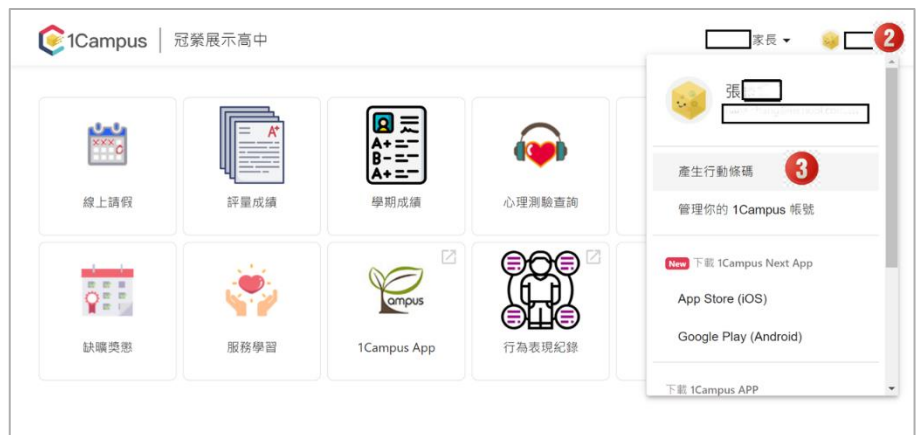 1Campus | 冠縈展示高中
家長
2
張
3
產生行動條碼
管理你的 1Campus 帳號
New 下載 1Campus Next App
App Store (iOS)
Google Play (Android)
下載 1Campus APP
xxx
A+
A+
B-
A+
線上請假
評量成績
學期成績
心理測驗查詢
ampus
缺曠獎懲
服務學習
1Campus App
行為表現紀錄